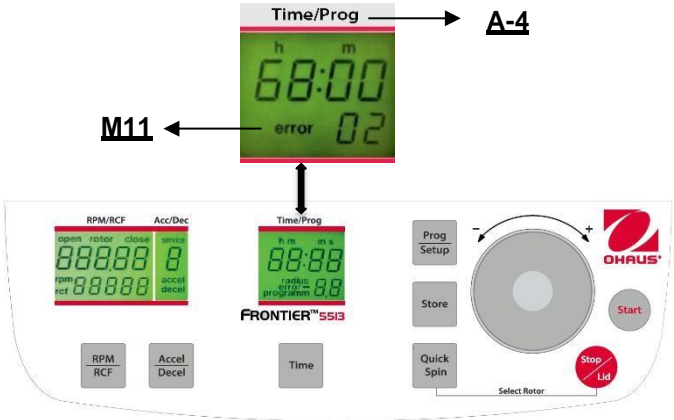 Time/Prog
A-4
h m
68:00
M11
error 02
RPM/RCF Acc/Dec
open rotor close service
888.88 8
rpm accel
rcf 88888 decel
Time/Prog
h m m s
88:88
radius
error
programm 8.8
FRONTIER™ 5513
RPM
RCF
Accel
Decel
Time
Prog
Setup
Store
Quick
Spin
- +
OHAUS®
Start
Stop
Lid
Select Rotor